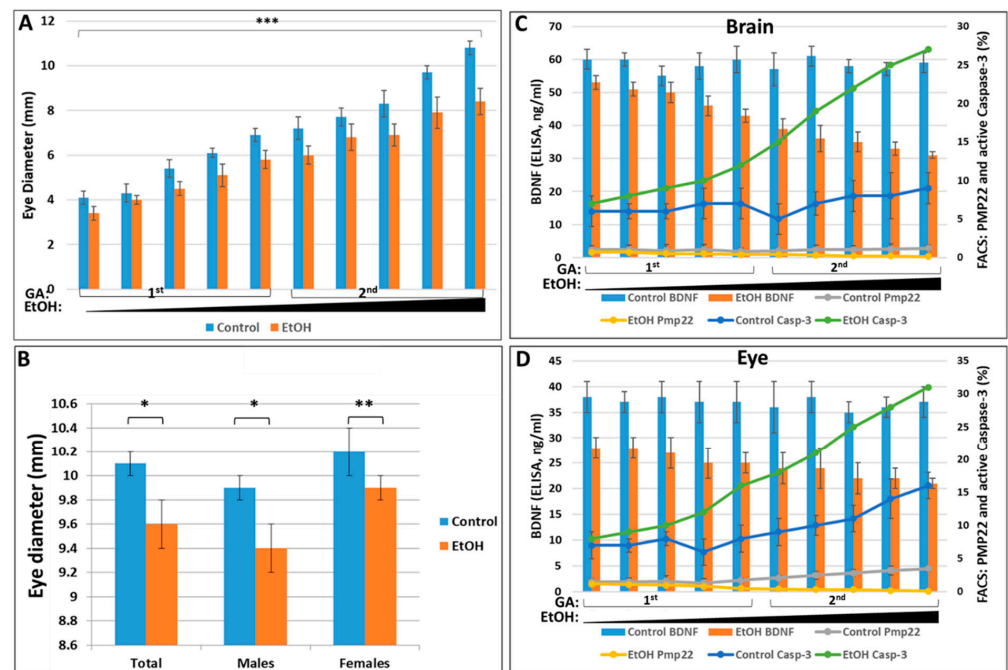 A
***
Eye Diameter (mm)
12
10
8
6
4
2
0
GA:
1st
2nd
EtOH:
Control
EtOH
B
Eye diameter (mm)
10.6
10.4
10.2
10
9.8
9.6
9.4
9.2
9
8.8
8.6
*
*
**
Control
EtOH
Total
Males
Females
C
Brain
BDNF (ELISA, ng/ml)
70
60
50
40
30
20
10
0
30
25
20
15
10
5
0
FACS: PMP22 and active Caspase-3 (%)
GA:
1st
2nd
EtOH:
Control BDNF
EtOH BDNF
Control Pmp22
EtOH Pmp22
Control Casp-3
EtOH Casp-3
D
Eye
BDNF (ELISA, ng/ml)
45
40
35
30
25
20
15
10
5
0
35
30
25
20
15
10
5
0
FACS: PMP22 and active Caspase-3 (%)
GA:
1st
2nd
EtOH:
Control BDNF
EtOH BDNF
Control Pmp22
EtOH Pmp22
Control Casp-3
EtOH Casp-3